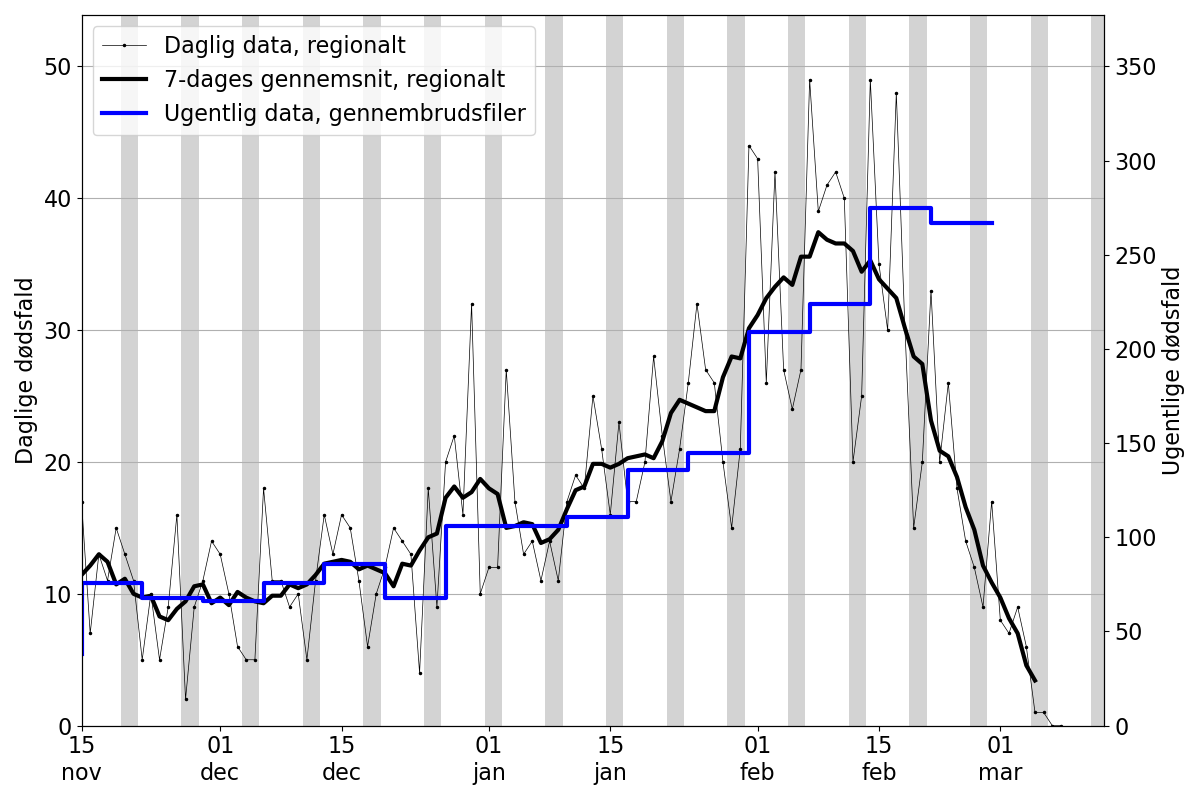 Daglig data, regionalt
7-dages gennemsnit, regionalt
Ugentlig data, gennembrudsfiler
Daglige dødsfald
50
40
30
20
10
0
350
300
250
200
150
100
50
0
Ugentlige dødsfald
15 01 15 01 15 01 15 01
nov dec dec jan jan feb feb mar